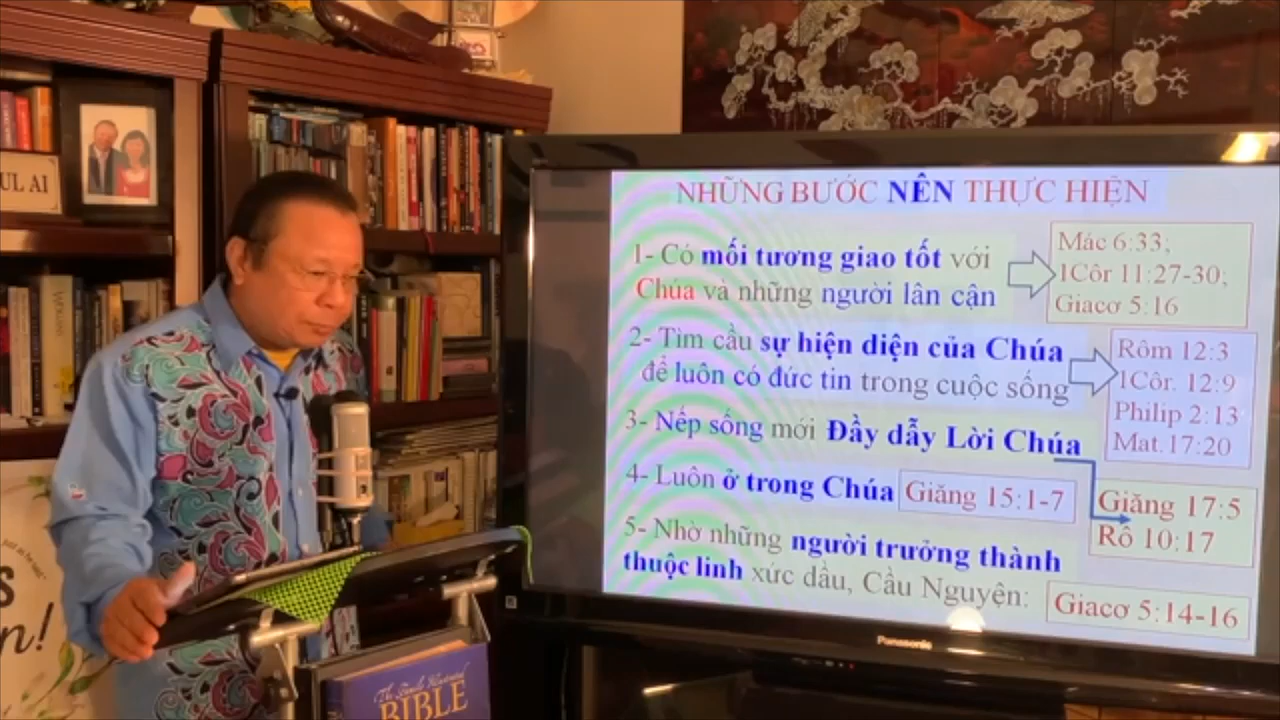 UL AI
NHỮNG BƯỚC NÊN THỰC HIỆN
1- Có mối tương giao tốt với
Chúa và những người lân cận
Mác 6:33;
1Côr 11:27-30;
Giacơ 5:16
2- Tìm cầu sự hiện diện của Chúa
để luôn có đức tin trong cuộc sống
Rôm 12:3
1Côr. 12:9
Philip 2:13
Mat.17:20
3- Nếp sống mới Đầy dẫy Lời Chúa
4- Luôn ở trong Chúa Giăng 15:1-7
Giăng 17:5
Rô 10:17
5- Nhờ những người trưởng thành
thuộc linh xức dầu, Cầu Nguyện:
Giacơ 5:14-16
Panasonic
The Family Illustrated
BIBLE